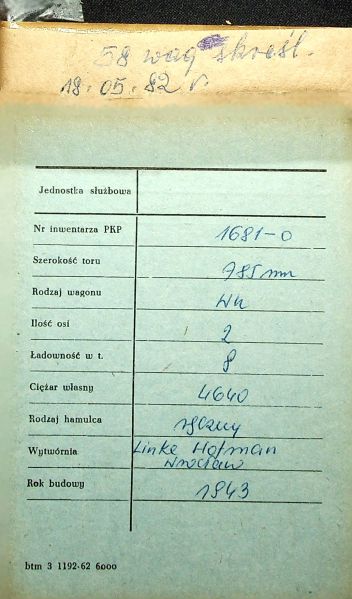 58 wag skreśl.
18.05.82 r.
Jednostka służbowa
Nr inwentarza PKP 1681-0
Szerokość toru 785 mm
Rodzaj wagonu Wh
Ilość osi 2
Ładowność w t. 8
Ciężar własny 4640
Rodzaj hamulca ręczny
Wytwórnia Linke Hofman
Wrocław
Rok budowy 1943
btm 3 1192-62 6000